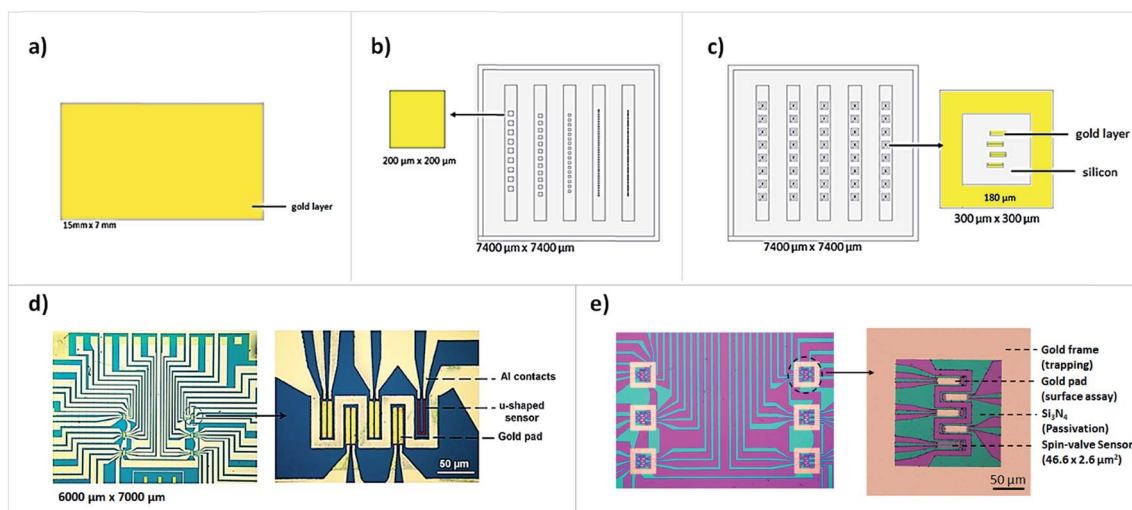 a)
gold layer
15mm x 7 mm
b)
200 µm x 200 µm
7400 µm x 7400 µm
c)
gold layer
silicon
180 µm
300 µm x 300 µm
7400 µm x 7400 µm
d)
Al contacts
u-shaped
sensor
Gold pad
50 µm
6000 µm x 7000 µm
e)
Gold frame
(trapping)
Gold pad
(surface assay)
Si₃N₄
(Passivation)
Spin-valve Sensor
(46.6 x 2.6 µm²)
50 µm